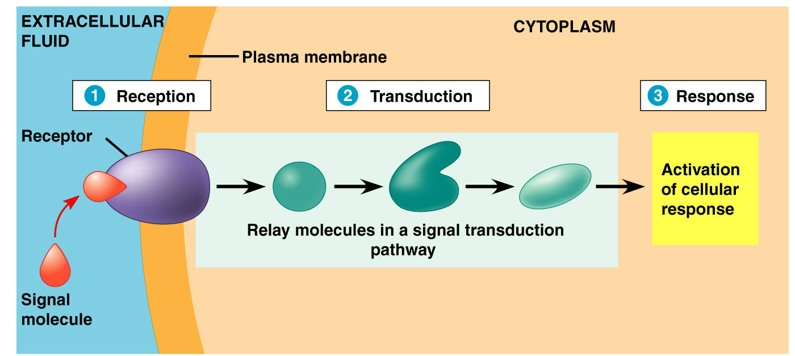 EXTRACELLULAR
FLUID
CYTOPLASM
Plasma membrane
1 Reception
2 Transduction
3 Response
Receptor
Activation
of cellular
response
Relay molecules in a signal transduction
pathway
Signal
molecule